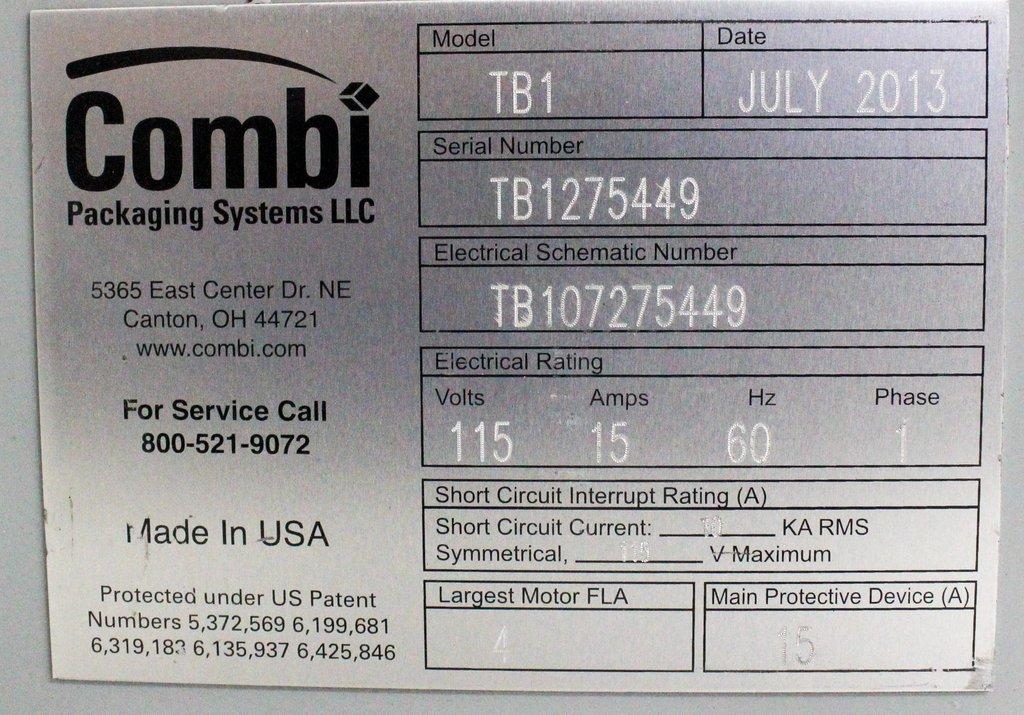 Combi
Packaging Systems LLC
5365 East Center Dr. NE
Canton, OH 44721
www.combi.com
For Service Call
800-521-9072
Made In USA
Protected under US Patent
Numbers 5,372,569 6,199,681
6,319,183 6,135,937 6,425,846
Model
TB1
Date
JULY 2013
Serial Number
TB1275449
Electrical Schematic Number
TB107275449
Electrical Rating
Volts Amps Hz Phase
115 15 60 1
Short Circuit Interrupt Rating (A)
Short Circuit Current: 10 KA RMS
Symmetrical, 115 V Maximum
Largest Motor FLA
4
Main Protective Device (A)
15